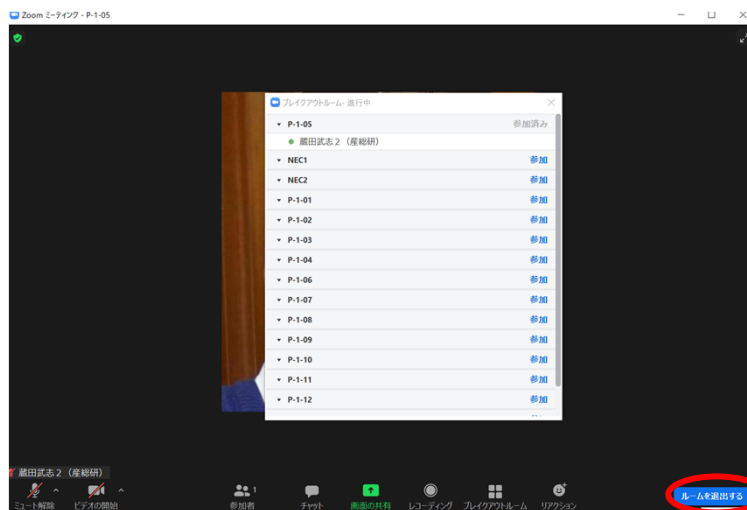 Zoom ミーティング - P-1-05
ブレイクアウトルーム - 進行中
P-1-05 参加済み
蔵田武志２（産総研）
NEC1 参加
NEC2 参加
P-1-01 参加
P-1-02 参加
P-1-03 参加
P-1-04 参加
P-1-06 参加
P-1-07 参加
P-1-08 参加
P-1-09 参加
P-1-10 参加
P-1-11 参加
P-1-12 参加
蔵田武志２（産総研）
ミュート解除 ビデオの開始 参加者 1 チャット 画面の共有 レコーディング ブレイクアウトルーム リアクション ルームを退出する